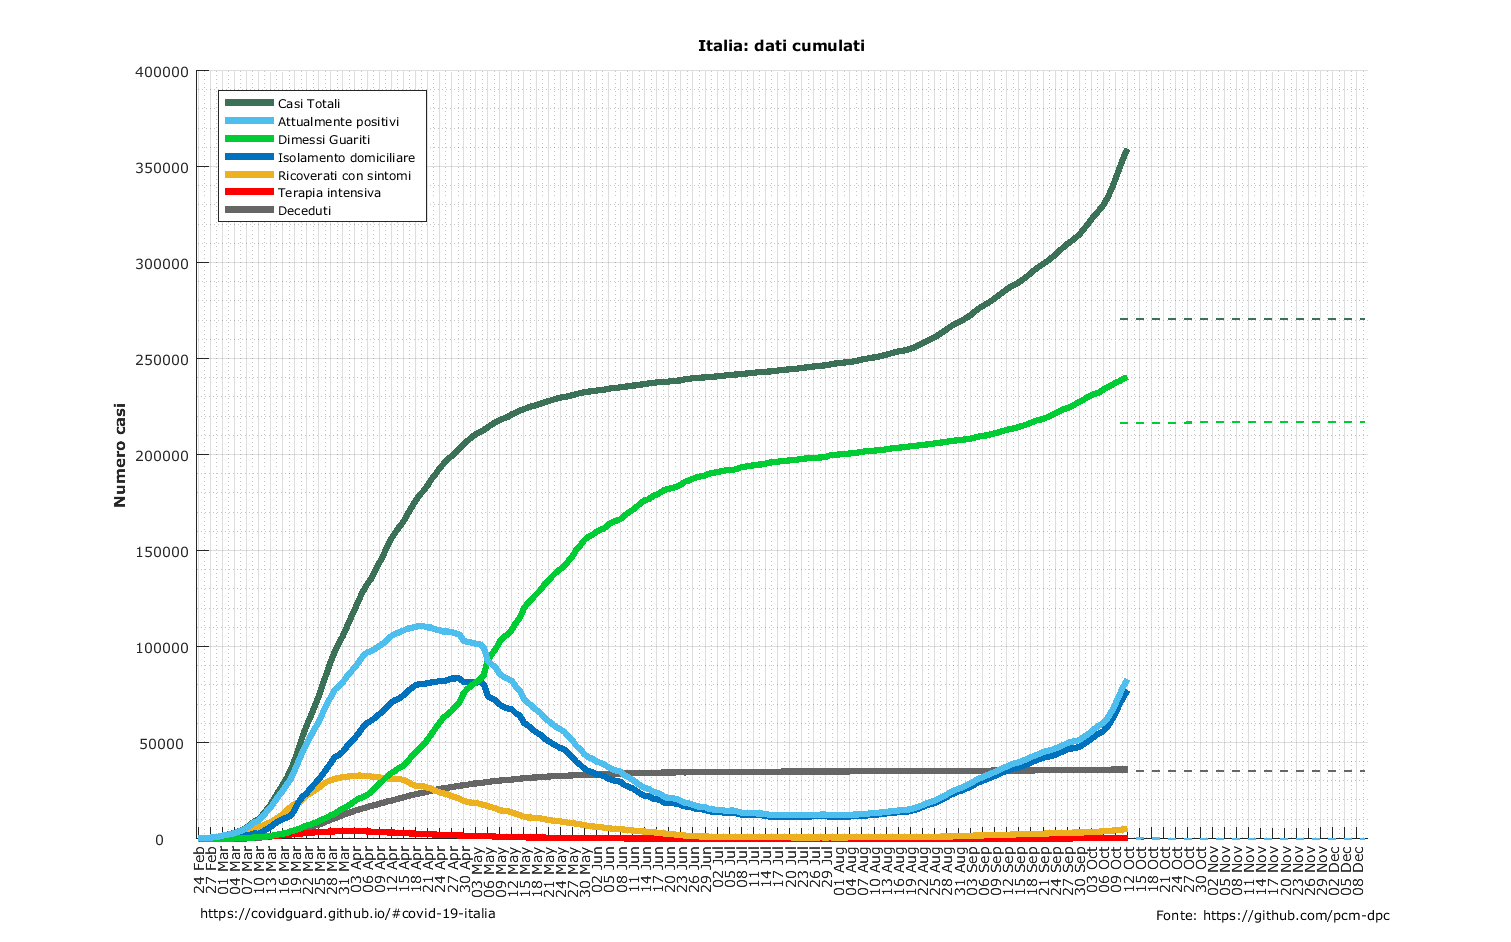 Italia: dati cumulati
400000
350000
300000
250000
200000
150000
100000
50000
0
Numero casi
Casi Totali
Attualmente positivi
Dimessi Guariti
Isolamento domiciliare
Ricoverati con sintomi
Terapia intensiva
Deceduti
24 Feb
27 Feb
01 Mar
04 Mar
07 Mar
10 Mar
13 Mar
16 Mar
19 Mar
22 Mar
25 Mar
28 Mar
31 Mar
03 Apr
06 Apr
09 Apr
12 Apr
15 Apr
18 Apr
21 Apr
24 Apr
27 Apr
30 Apr
03 May
06 May
09 May
12 May
15 May
18 May
21 May
24 May
27 May
30 May
02 Jun
05 Jun
08 Jun
11 Jun
14 Jun
17 Jun
20 Jun
23 Jun
26 Jun
29 Jun
02 Jul
05 Jul
08 Jul
11 Jul
14 Jul
17 Jul
20 Jul
23 Jul
26 Jul
29 Jul
01 Aug
04 Aug
07 Aug
10 Aug
13 Aug
16 Aug
19 Aug
22 Aug
25 Aug
28 Aug
31 Aug
03 Sep
06 Sep
09 Sep
12 Sep
15 Sep
18 Sep
21 Sep
24 Sep
27 Sep
30 Sep
03 Oct
06 Oct
09 Oct
12 Oct
15 Oct
18 Oct
21 Oct
24 Oct
27 Oct
30 Oct
02 Nov
05 Nov
08 Nov
11 Nov
14 Nov
17 Nov
20 Nov
23 Nov
26 Nov
29 Nov
02 Dec
05 Dec
08 Dec
https://covidguard.github.io/#covid-19-italia
Fonte: https://github.com/pcm-dpc